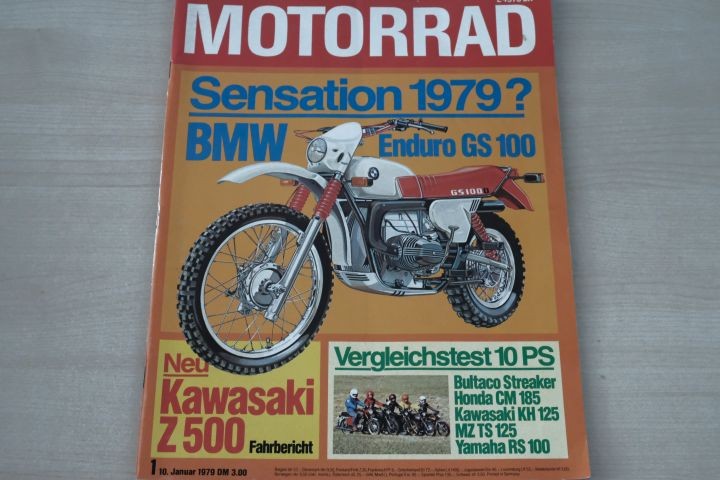 MOTORRAD
Sensation 1979?
BMW Enduro GS 100
BMW
GS100
Neu
Kawasaki
Z 500 Fahrbericht
Vergleichstest 10 PS
Bultaco Streaker
Honda CM 185
Kawasaki KH 125
MZ TS 125
Yamaha RS 100
1 10. Januar 1979 DM 3.00